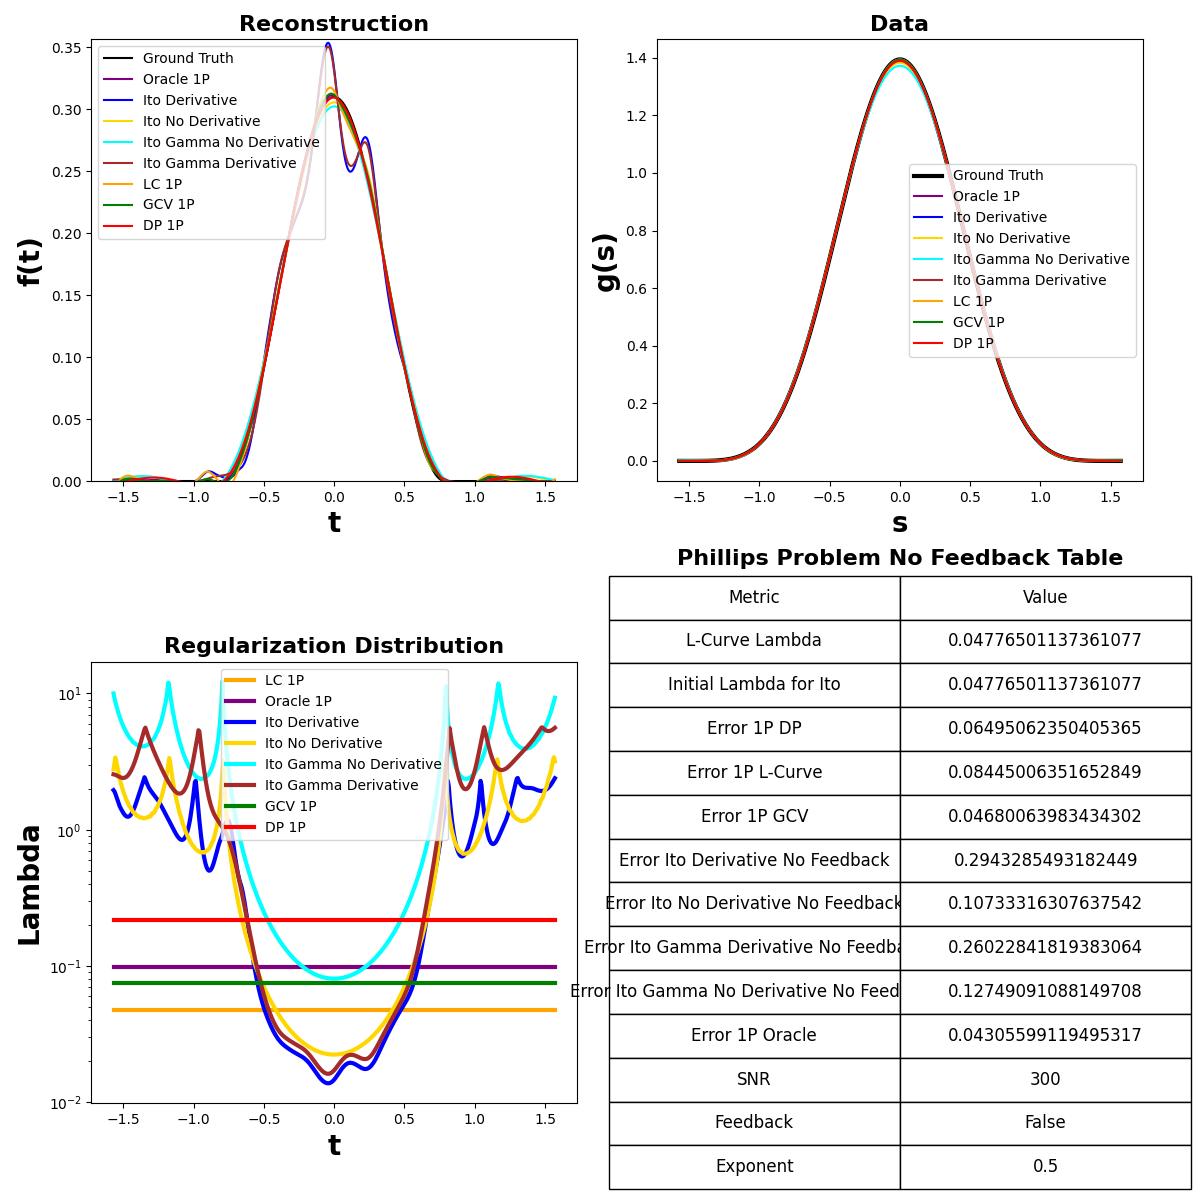 Reconstruction
0.35
0.30
0.25
0.20
0.15
0.10
0.05
0.00
f(t)
Ground Truth
Oracle 1P
Ito Derivative
Ito No Derivative
Ito Gamma No Derivative
Ito Gamma Derivative
LC 1P
GCV 1P
DP 1P
−1.5 −1.0 −0.5 0.0 0.5 1.0 1.5
t
Data
1.4
1.2
1.0
0.8
0.6
0.4
0.2
0.0
g(s)
Ground Truth
Oracle 1P
Ito Derivative
Ito No Derivative
Ito Gamma No Derivative
Ito Gamma Derivative
LC 1P
GCV 1P
DP 1P
−1.5 −1.0 −0.5 0.0 0.5 1.0 1.5
s
Regularization Distribution
10¹
10⁰
10⁻¹
10⁻²
Lambda
LC 1P
Oracle 1P
Ito Derivative
Ito No Derivative
Ito Gamma No Derivative
Ito Gamma Derivative
GCV 1P
DP 1P
−1.5 −1.0 −0.5 0.0 0.5 1.0 1.5
t
Phillips Problem No Feedback Table
Metric Value
L-Curve Lambda 0.04776501137361077
Initial Lambda for Ito 0.04776501137361077
Error 1P DP 0.06495062350405365
Error 1P L-Curve 0.08445006351652849
Error 1P GCV 0.04680063983434302
Error Ito Derivative No Feedback 0.2943285493182449
Error Ito No Derivative No Feedback 0.10733316307637542
Error Ito Gamma Derivative No Feedba 0.26022841819383064
Error Ito Gamma No Derivative No Feed 0.12749091088149708
Error 1P Oracle 0.04305599119495317
SNR 300
Feedback False
Exponent 0.5